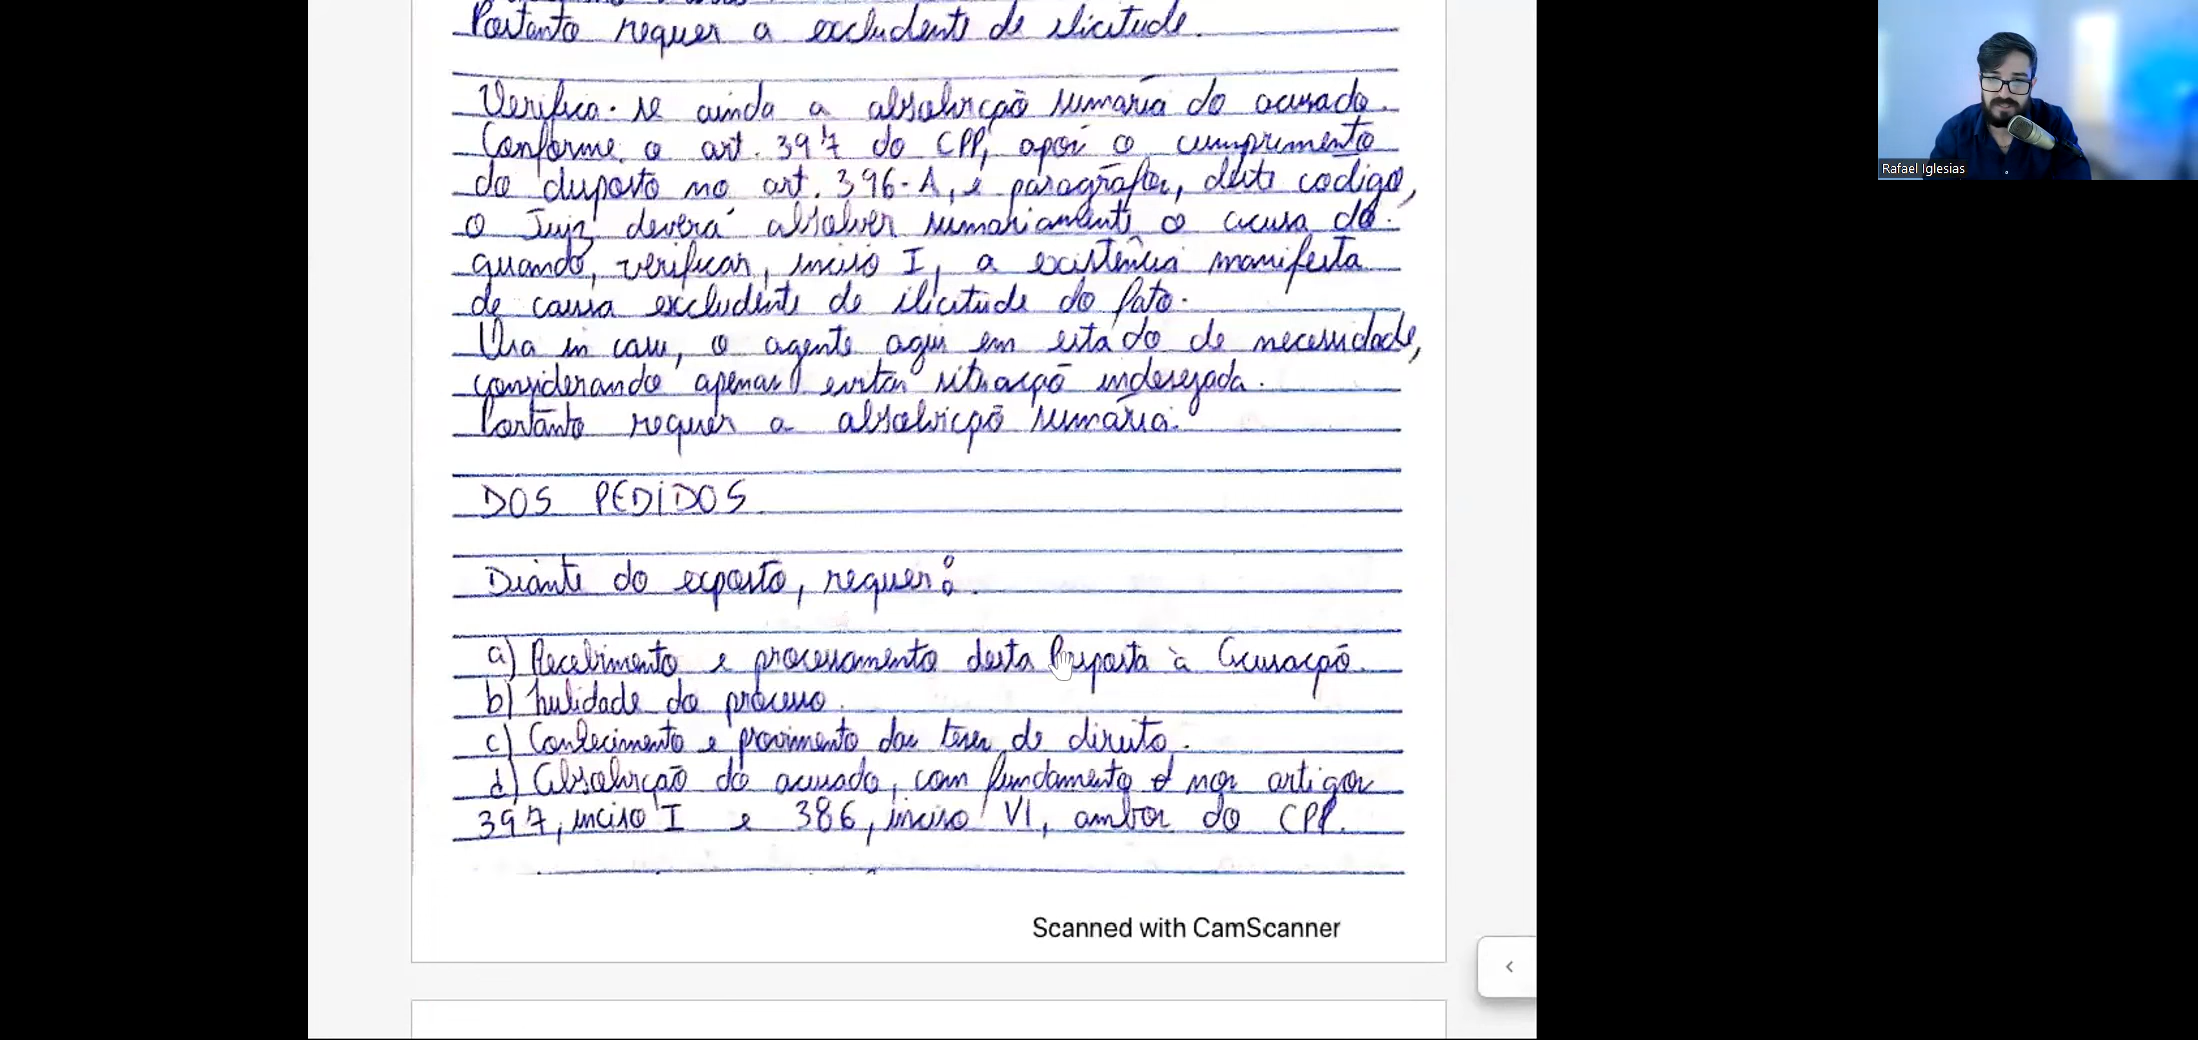 Portanto requer a excludente de ilicitude.
Verifica-se ainda a absolvição sumária do acusado.
Conforme o art. 397 do CPP, após o cumprimento
do disposto no art. 396-A, e parágrafos, deste codigo,
o Juiz deverá absolver sumariamente o acusado.
quando, verificar, inciso I, a existência manifesta
de causa excludente de ilicitude do fato.
in casu, o agente agiu em estado de necessidade,
considerando apenas evitar situação indesejada.
Portanto requer a absolvição sumária.
DOS PEDIDOS
Diante do exposto, requer:
a) Recebimento e processamento desta Resposta à Acusação.
b) nulidade do processo.
c) Conhecimento e provimento das teses de direito.
d) Absolvição do acusado, com fundamento nos artigos
397, inciso I e 386, inciso VI, ambos do CPP.
Scanned with CamScanner
Rafael Iglesias